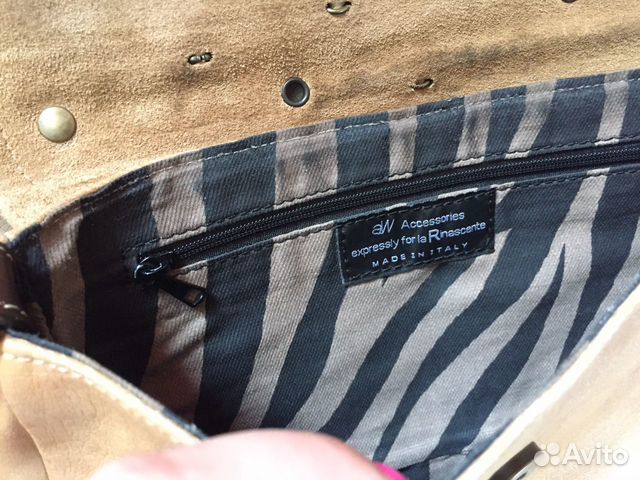 aW Accessories
expressly for la Rinascente
MADE IN ITALY
Avito